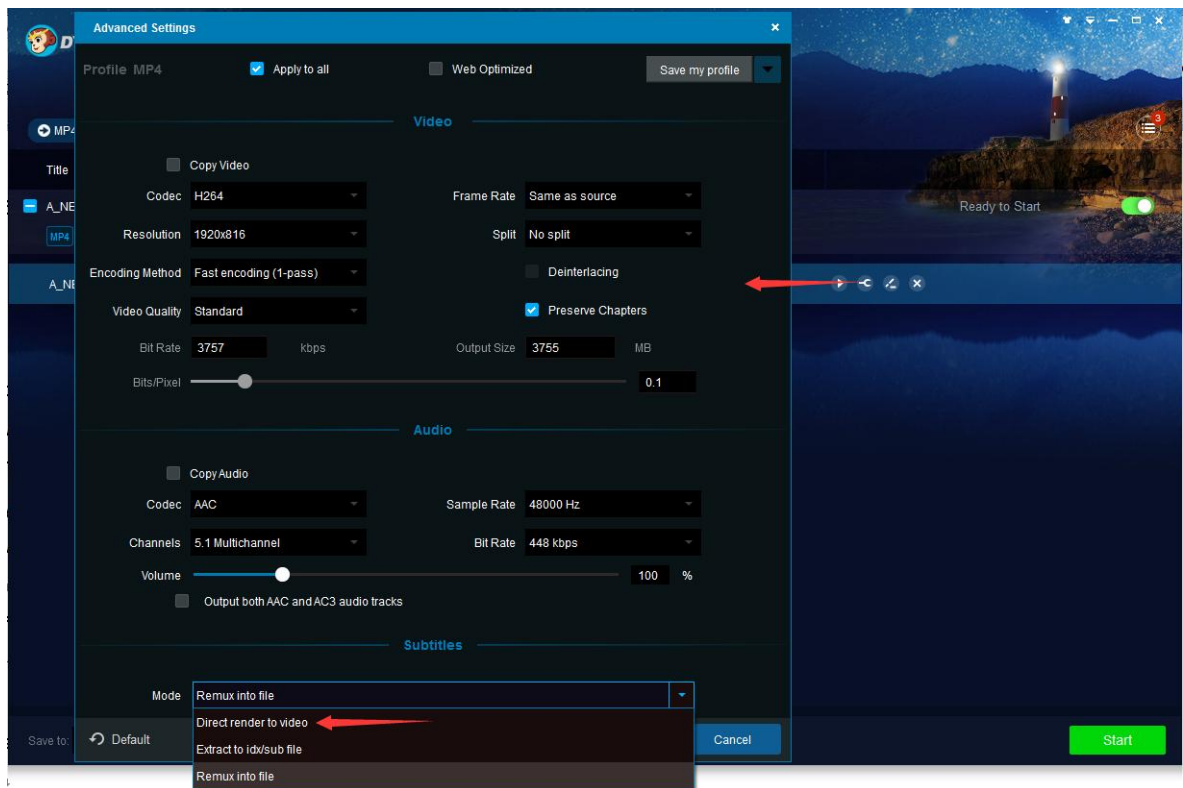 Advanced Settings
Profile MP4
Apply to all
Web Optimized
Save my profile
MP4
3
Video
Title
Copy Video
Codec H264
Frame Rate Same as source
A_NE
Ready to Start
MP4
Resolution 1920x816
Split No split
Encoding Method Fast encoding (1-pass)
Deinterlacing
A_NE
Video Quality Standard
Preserve Chapters
Bit Rate 3757 kbps
Output Size 3755 MB
Bits/Pixel 0.1
Audio
Copy Audio
Codec AAC
Sample Rate 48000 Hz
Channels 5.1 Multichannel
Bit Rate 448 kbps
Volume 100 %
Output both AAC and AC3 audio tracks
Subtitles
Mode Remux into file
Direct render to video
Save to:
Default
Extract to idx/sub file
Cancel
Start
Remux into file